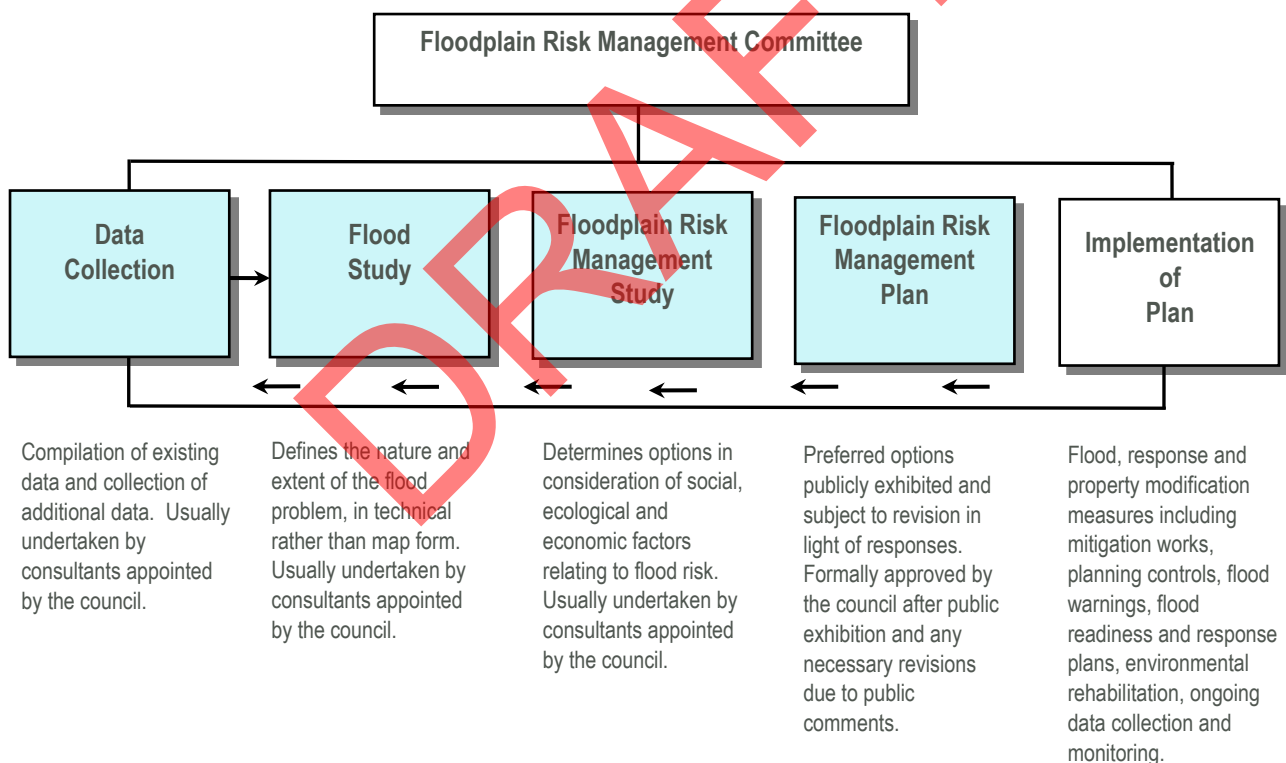 Floodplain Risk Management Committee
Data
Collection
Flood
Study
Floodplain Risk
Management
Study
Floodplain Risk
Management
Plan
Implementation
of
Plan
Compilation of existing
data and collection of
additional data.  Usually
undertaken by
consultants appointed
by the council.
Defines the nature and
extent of the flood
problem, in technical
rather than map form.
Usually undertaken by
consultants appointed
by the council.
Determines options in
consideration of social,
ecological and
economic factors
relating to flood risk.
Usually undertaken by
consultants appointed
by the council.
Preferred options
publicly exhibited and
subject to revision in
light of responses.
Formally approved by
the council after public
exhibition and any
necessary revisions
due to public
comments.
Flood, response and
property modification
measures including
mitigation works,
planning controls, flood
warnings, flood
readiness and response
plans, environmental
rehabilitation, ongoing
data collection and
monitoring.
DRAF